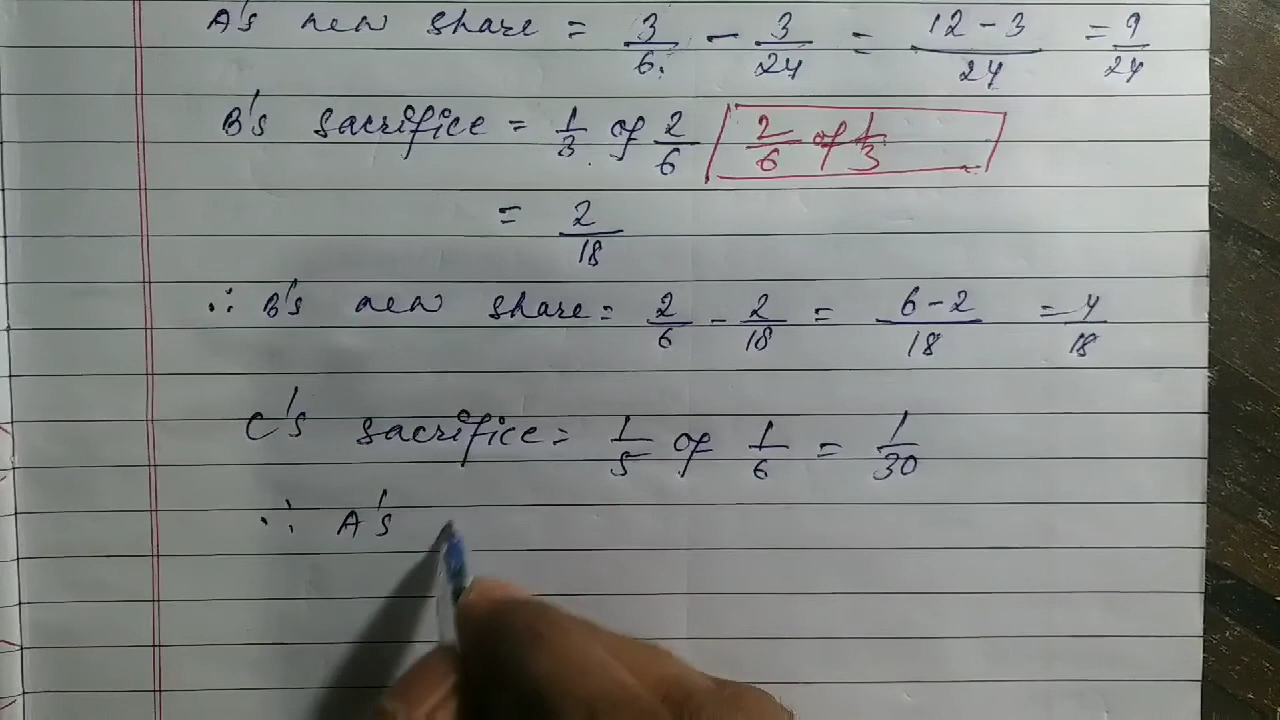 A's new share = 3/6 - 3/24 = 12-3/24 = 9/24
B's sacrifice = 1/3 of 2/6 / 2/6 of 1/3
= 2/18
∴ B's new share = 2/6 - 2/18 = 6-2/18 = 4/18
C's sacrifice = 1/5 of 1/6 = 1/30
∴ A's